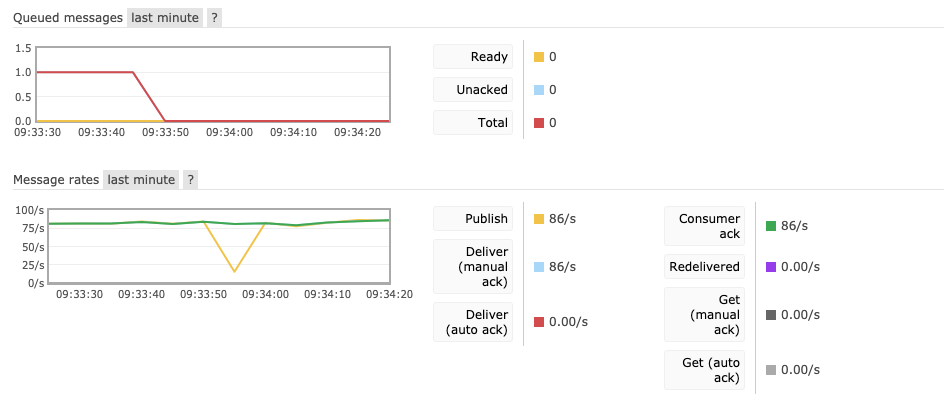 Queued messages last minute ?
1.5
1.0
0.5
0.0
09:33:30 09:33:40 09:33:50 09:34:00 09:34:10 09:34:20
Ready 0
Unacked 0
Total 0
Message rates last minute ?
100/s
75/s
50/s
25/s
0/s
09:33:30 09:33:40 09:33:50 09:34:00 09:34:10 09:34:20
Publish 86/s
Deliver
(manual
ack)
86/s
Deliver
(auto ack)
0.00/s
Consumer
ack
86/s
Redelivered 0.00/s
Get
(manual
ack)
0.00/s
Get (auto
ack)
0.00/s